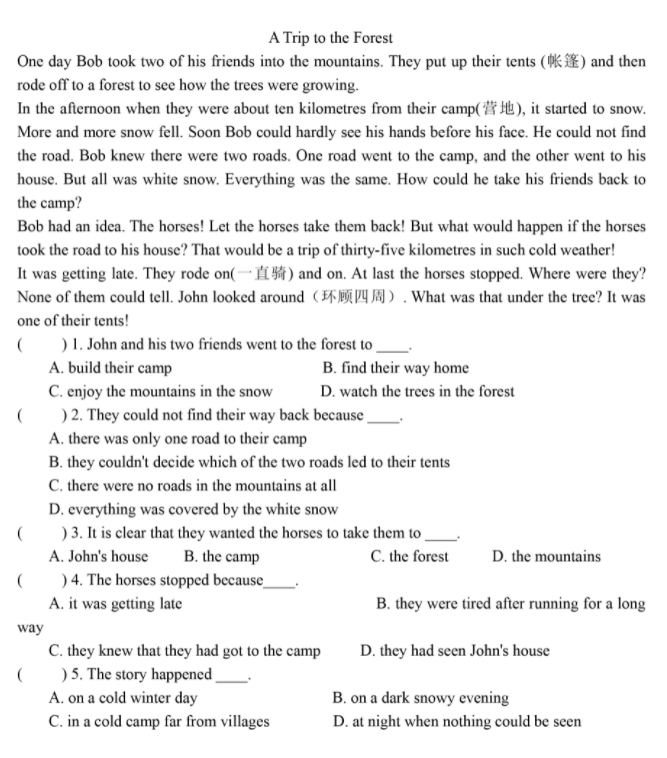 A Trip to the Forest
One day Bob took two of his friends into the mountains. They put up their tents (帐篷) and then
rode off to a forest to see how the trees were growing.
In the afternoon when they were about ten kilometres from their camp(营地), it started to snow.
More and more snow fell. Soon Bob could hardly see his hands before his face. He could not find
the road. Bob knew there were two roads. One road went to the camp, and the other went to his
house. But all was white snow. Everything was the same. How could he take his friends back to
the camp?
Bob had an idea. The horses! Let the horses take them back! But what would happen if the horses
took the road to his house? That would be a trip of thirty-five kilometres in such cold weather!
It was getting late. They rode on(一直骑) and on. At last the horses stopped. Where were they?
None of them could tell. John looked around（环顾四周）. What was that under the tree? It was
one of their tents!
( ) 1. John and his two friends went to the forest to ____.
A. build their camp B. find their way home
C. enjoy the mountains in the snow D. watch the trees in the forest
( ) 2. They could not find their way back because ____.
A. there was only one road to their camp
B. they couldn't decide which of the two roads led to their tents
C. there were no roads in the mountains at all
D. everything was covered by the white snow
( ) 3. It is clear that they wanted the horses to take them to ____.
A. John's house B. the camp C. the forest D. the mountains
( ) 4. The horses stopped because____.
A. it was getting late B. they were tired after running for a long
way
C. they knew that they had got to the camp D. they had seen John's house
( ) 5. The story happened ____.
A. on a cold winter day B. on a dark snowy evening
C. in a cold camp far from villages D. at night when nothing could be seen